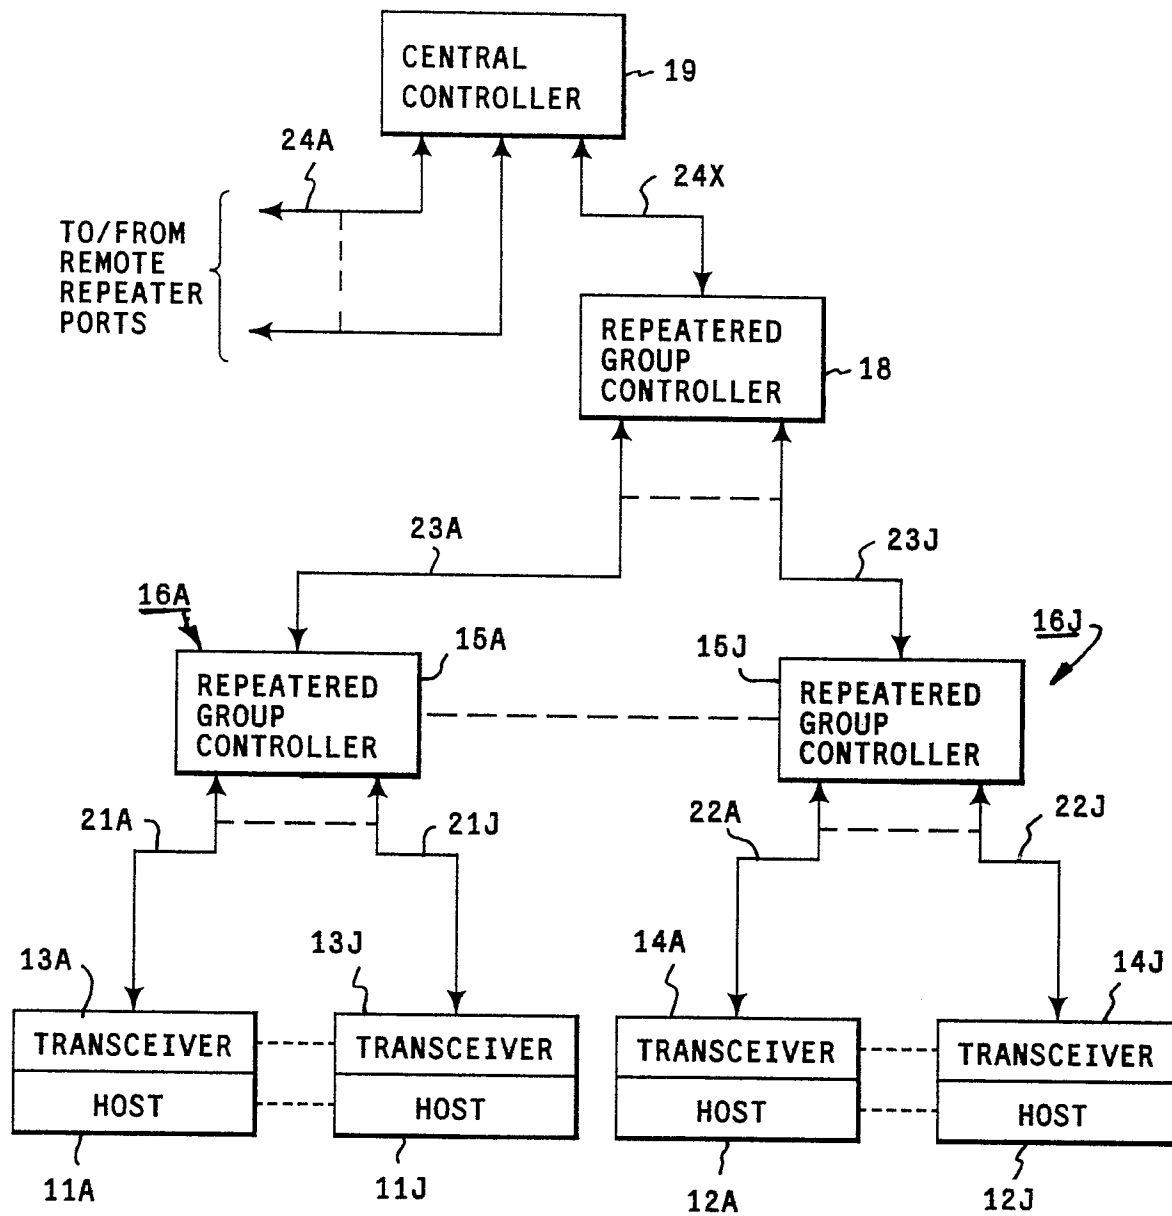 CENTRAL
CONTROLLER
19
24A
24X
TO/FROM
REMOTE
REPEATER
PORTS
REPEATERED
GROUP
CONTROLLER
18
23A
23J
16A
15A
15J
16J
REPEATERED
GROUP
CONTROLLER
REPEATERED
GROUP
CONTROLLER
21A
21J
22A
22J
13A
13J
14A
14J
TRANSCEIVER
TRANSCEIVER
TRANSCEIVER
TRANSCEIVER
HOST
HOST
HOST
HOST
11A
11J
12A
12J